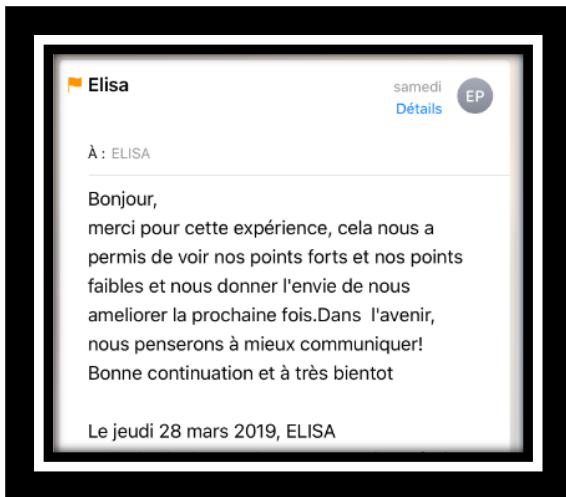 Elisa
samedi
Détails
EP
À : ELISA
Bonjour,
merci pour cette expérience, cela nous a
permis de voir nos points forts et nos points
faibles et nous donner l'envie de nous
ameliorer la prochaine fois.Dans  l'avenir,
nous penserons à mieux communiquer!
Bonne continuation et à très bientot
Le jeudi 28 mars 2019, ELISA